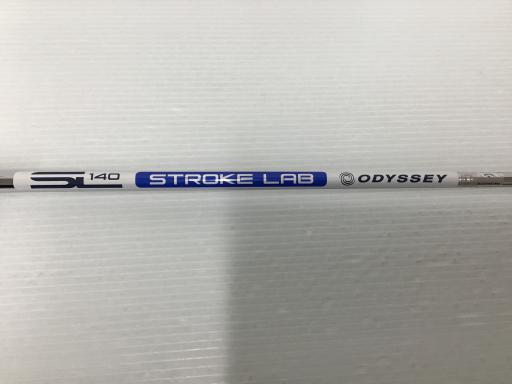 SL 140 STROKE LAB ODYSSEY